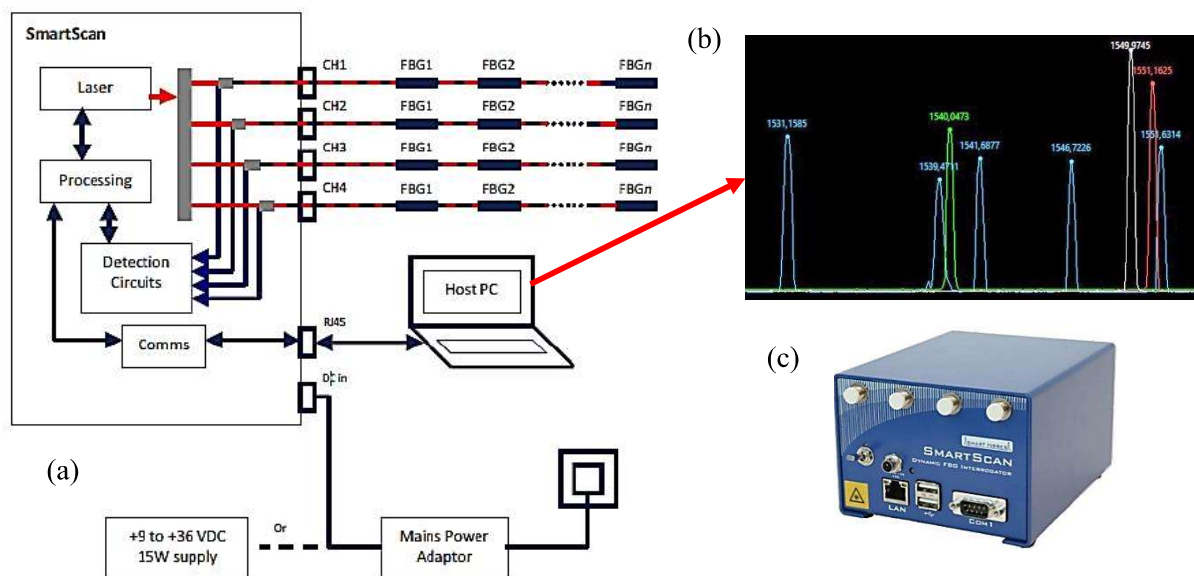 SmartScan
Laser
Processing
Detection
Circuits
Comms
CH1
FBG1
FBG2
FBGn
CH2
FBG1
FBG2
FBGn
CH3
FBG1
FBG2
FBGn
CH4
FBG1
FBG2
FBGn
RJ45
Host PC
DC in
(a)
+9 to +36 VDC
15W supply
Or
Mains Power
Adaptor
(b)
1549,9745
1551,1625
1531,1585
1540,0473
1539,4711
1541,6877
1546,7226
1551,6314
(c)
SMART FIBRES
SMARTSCAN
DYNAMIC FBG INTERROGATOR
LAN
COM1